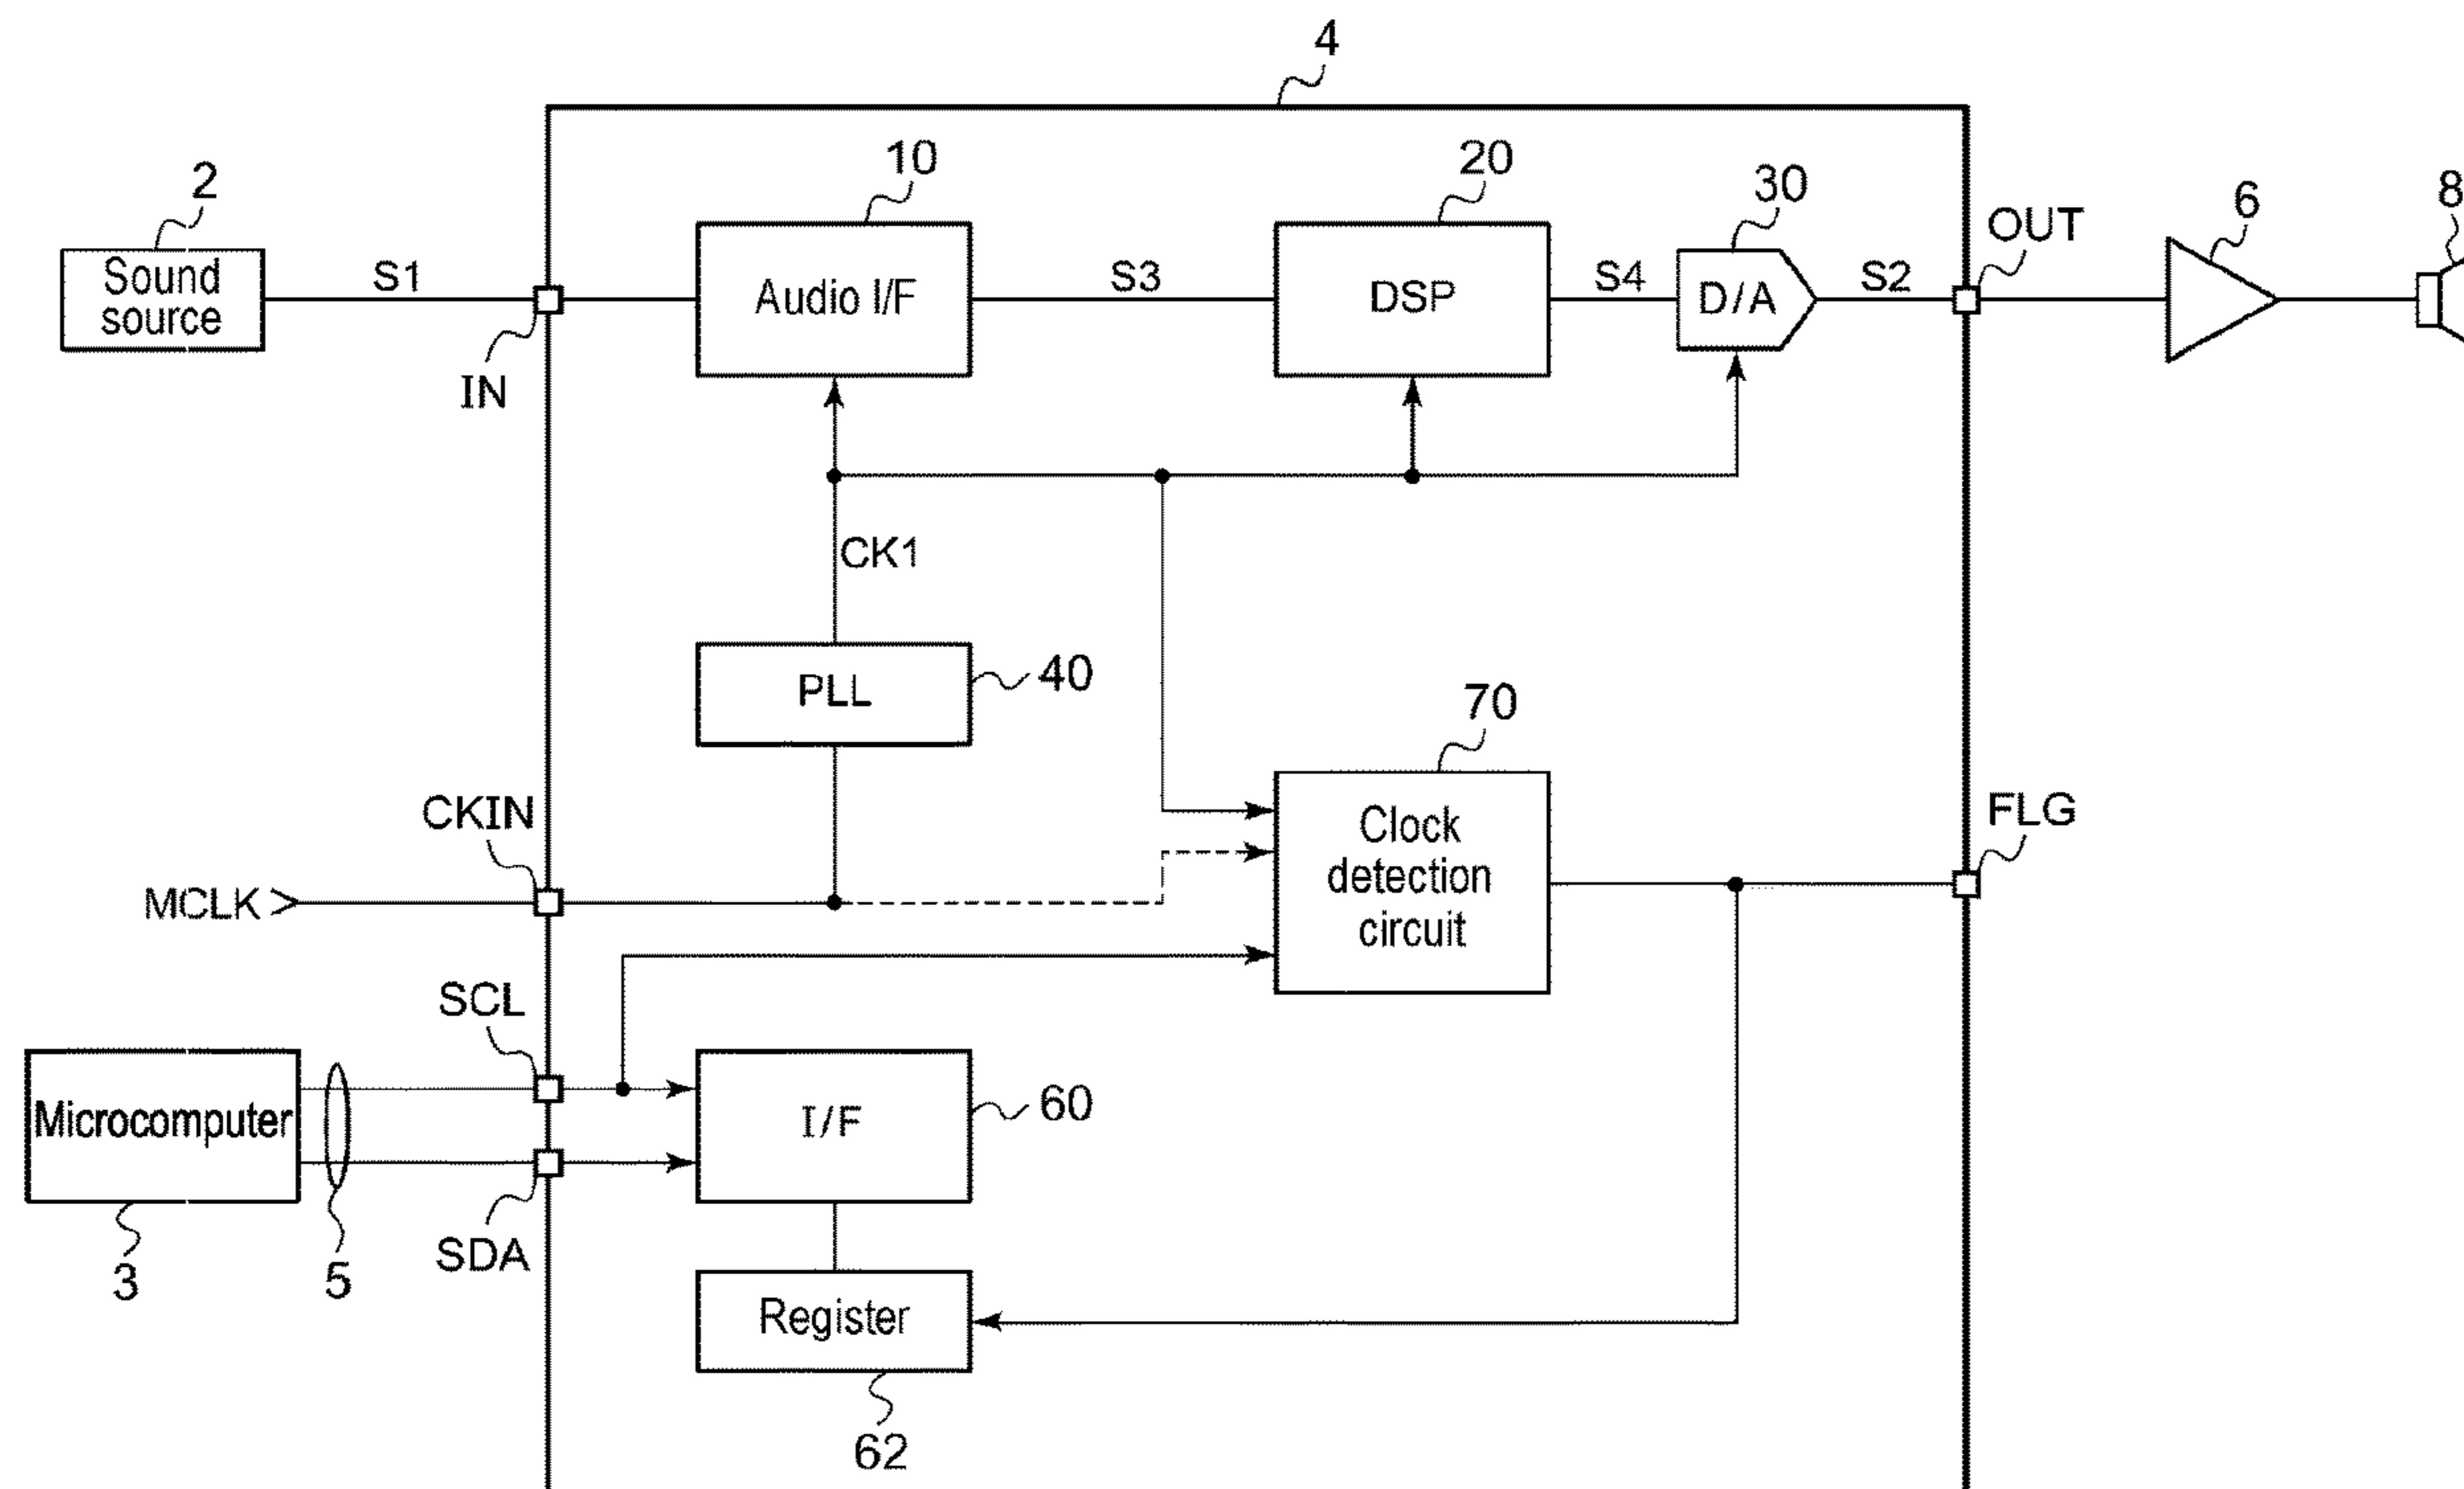 4
2
10
20
30
6
8
OUT
Sound
source
S1
Audio I/F
S3
DSP
S4
D/A
S2
IN
CK1
PLL
40
70
CKIN
MCLK
Clock
detection
circuit
FLG
SCL
Microcomputer
I/F
60
SDA
3
5
Register
62